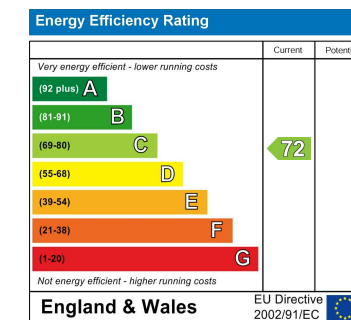 Energy Efficiency Rating
Current
Very energy efficient - lower running costs
(92 plus) A
(81-91) B
(69-80) C
72
(55-68) D
(39-54) E
(21-38) F
(1-20) G
Not energy efficient - higher running costs
England & Wales
EU Directive
2002/91/EC